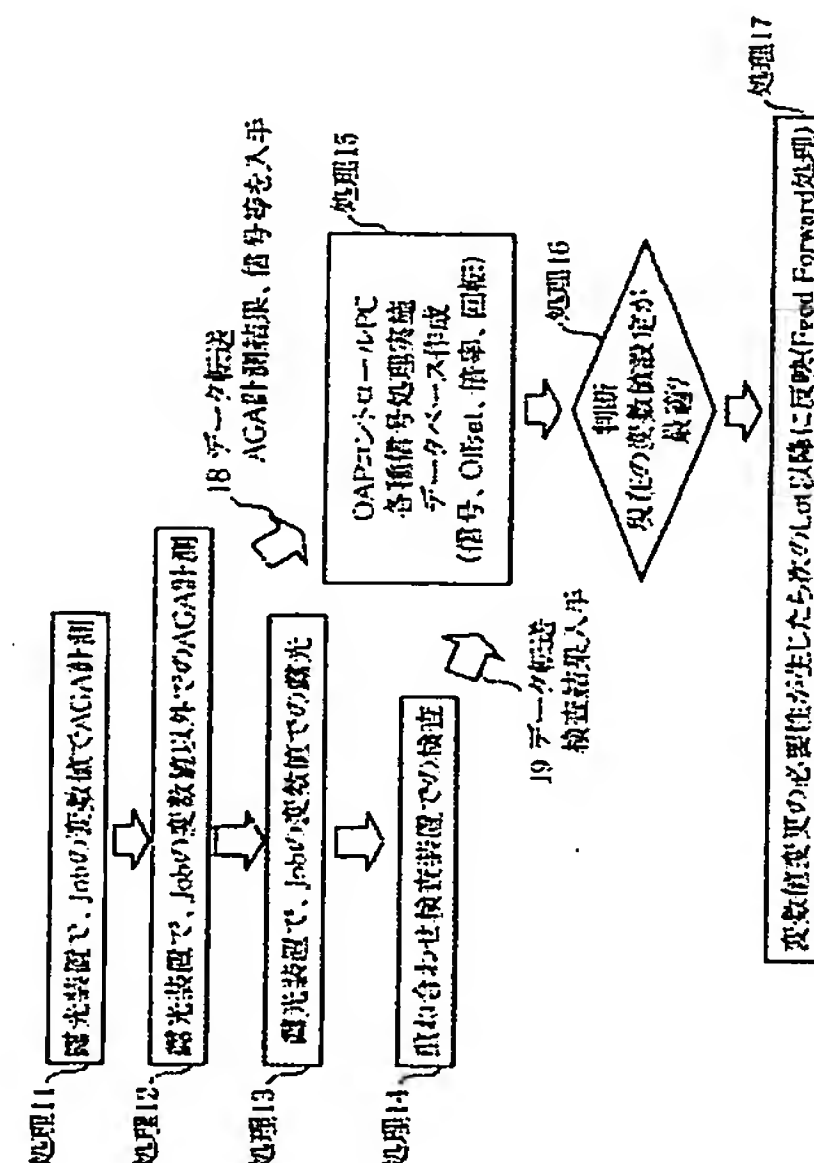 処理11
露光装置で、Jobの変数値でAGA計測
処理12
露光装置で、Jobの変数値以外でのAGA計測
処理13
露光装置で、Jobの変数値での露光
処理14
重ね合わせ検査装置での検査
18 データ転送
AGA計測結果、信号等を入手
19 データ転送
検査結果入手
処理15
OAPコントロールPC
各種信号処理実施
データベース作成
(信号、Offset、倍率、回転)
処理16
判断
現在の変数値設定が
最適?
処理17
変数値変更の必要性が生じたら次のLot以降に反映(Feed Forward処理)